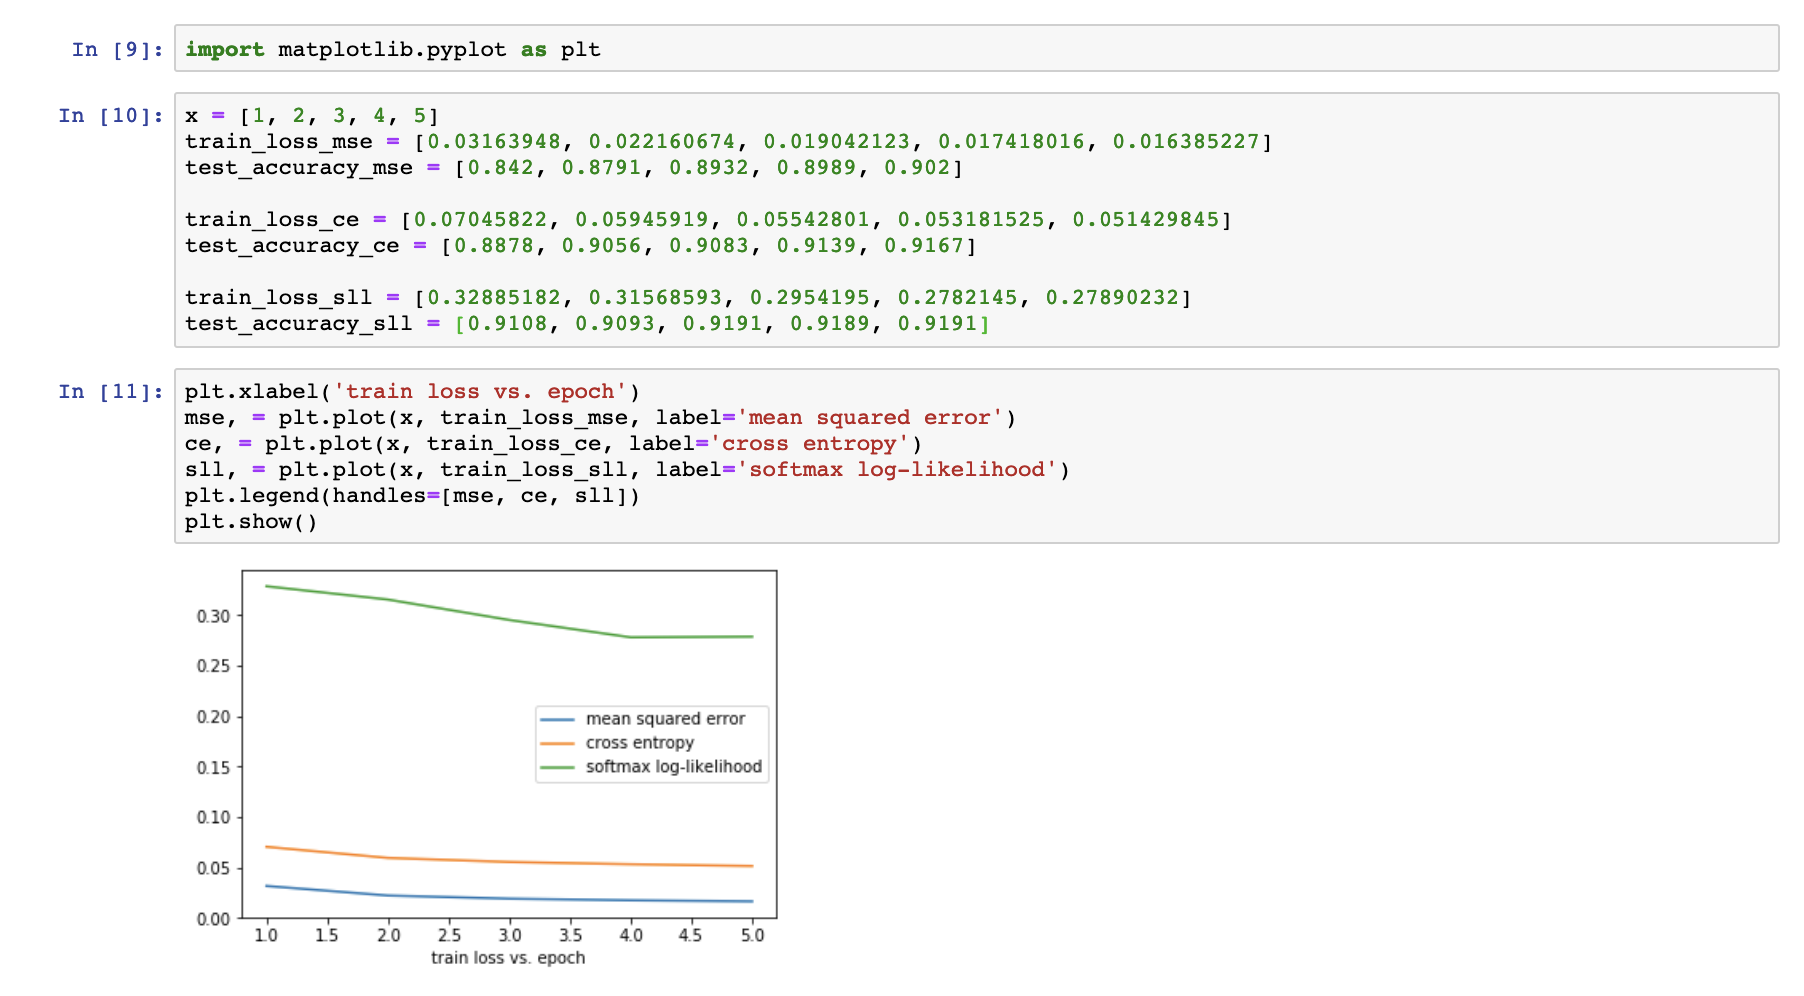 In [9]: import matplotlib.pyplot as plt
In [10]: x = [1, 2, 3, 4, 5]
train_loss_mse = [0.03163948, 0.022160674, 0.019042123, 0.017418016, 0.016385227]
test_accuracy_mse = [0.842, 0.8791, 0.8932, 0.8989, 0.902]
train_loss_ce = [0.07045822, 0.05945919, 0.05542801, 0.053181525, 0.051429845]
test_accuracy_ce = [0.8878, 0.9056, 0.9083, 0.9139, 0.9167]
train_loss_sll = [0.32885182, 0.31568593, 0.2954195, 0.2782145, 0.27890232]
test_accuracy_sll = [0.9108, 0.9093, 0.9191, 0.9189, 0.9191]
In [11]: plt.xlabel('train loss vs. epoch')
mse, = plt.plot(x, train_loss_mse, label='mean squared error')
ce, = plt.plot(x, train_loss_ce, label='cross entropy')
sll, = plt.plot(x, train_loss_sll, label='softmax log-likelihood')
plt.legend(handles=[mse, ce, sll])
plt.show()
0.30
0.25
0.20
0.15
0.10
0.05
0.00
mean squared error
cross entropy
softmax log-likelihood
1.0 1.5 2.0 2.5 3.0 3.5 4.0 4.5 5.0
train loss vs. epoch